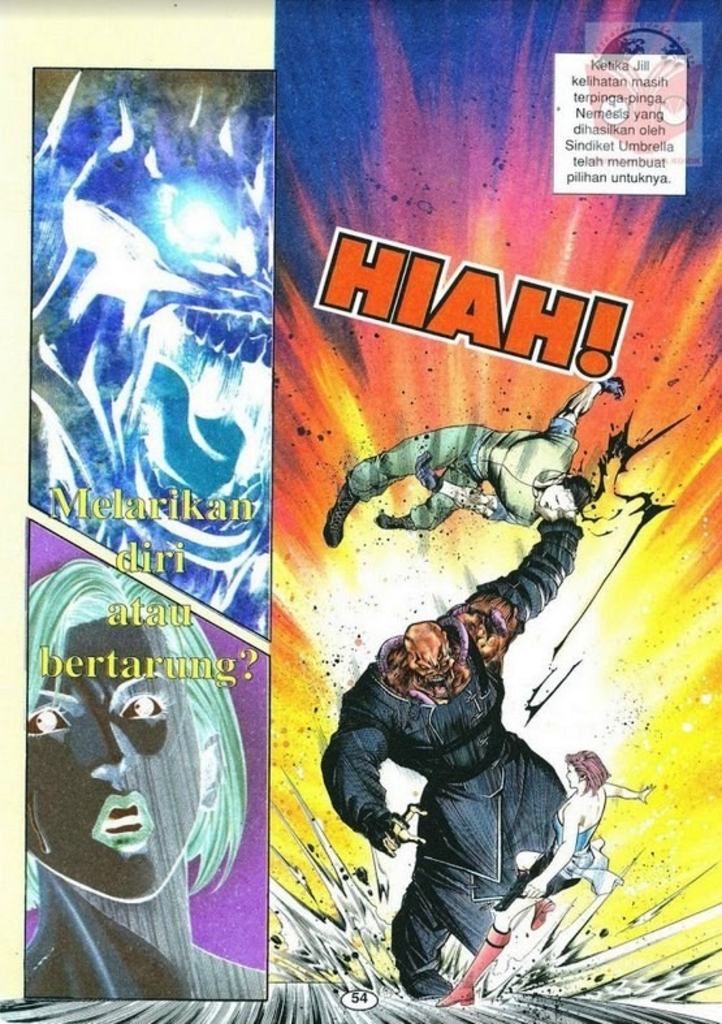 Ketika Jill
kelihatan masih
terpinga-pinga,
Nemesis yang
dihasilkan oleh
Sindiket Umbrella
telah membuat
pilihan untuknya.
HIAH!
Melarikan
diri
atau
bertarung?
54